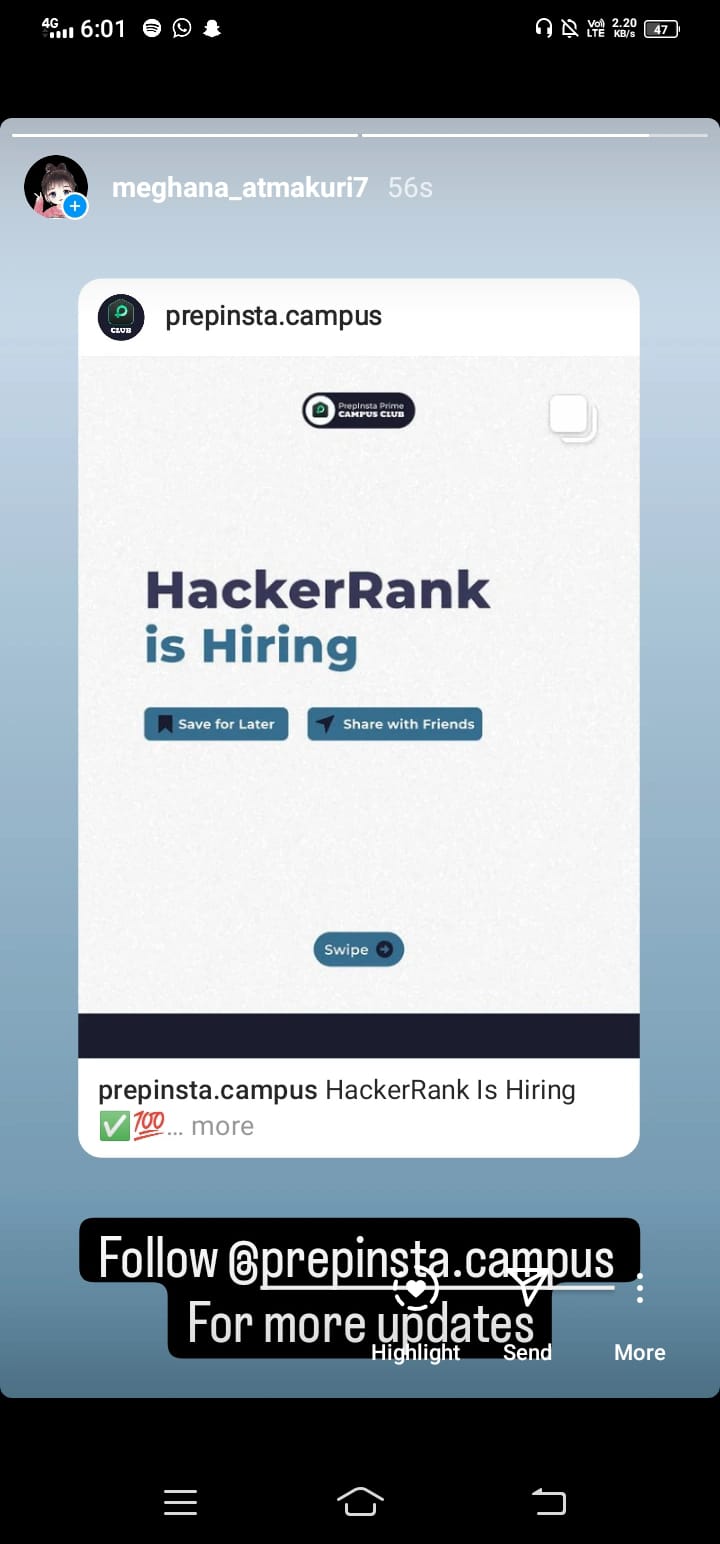 4G 6:01 Vo)) LTE 2.20 KB/s 47
meghana_atmakuri7 56s
CLUB
prepinsta.campus
PrepInsta Prime
CAMPUS CLUB
HackerRank
is Hiring
Save for Later Share with Friends
Swipe
prepinsta.campus HackerRank Is Hiring
✅💯... more
Follow @prepinsta.campus
For more updates
Highlight Send More